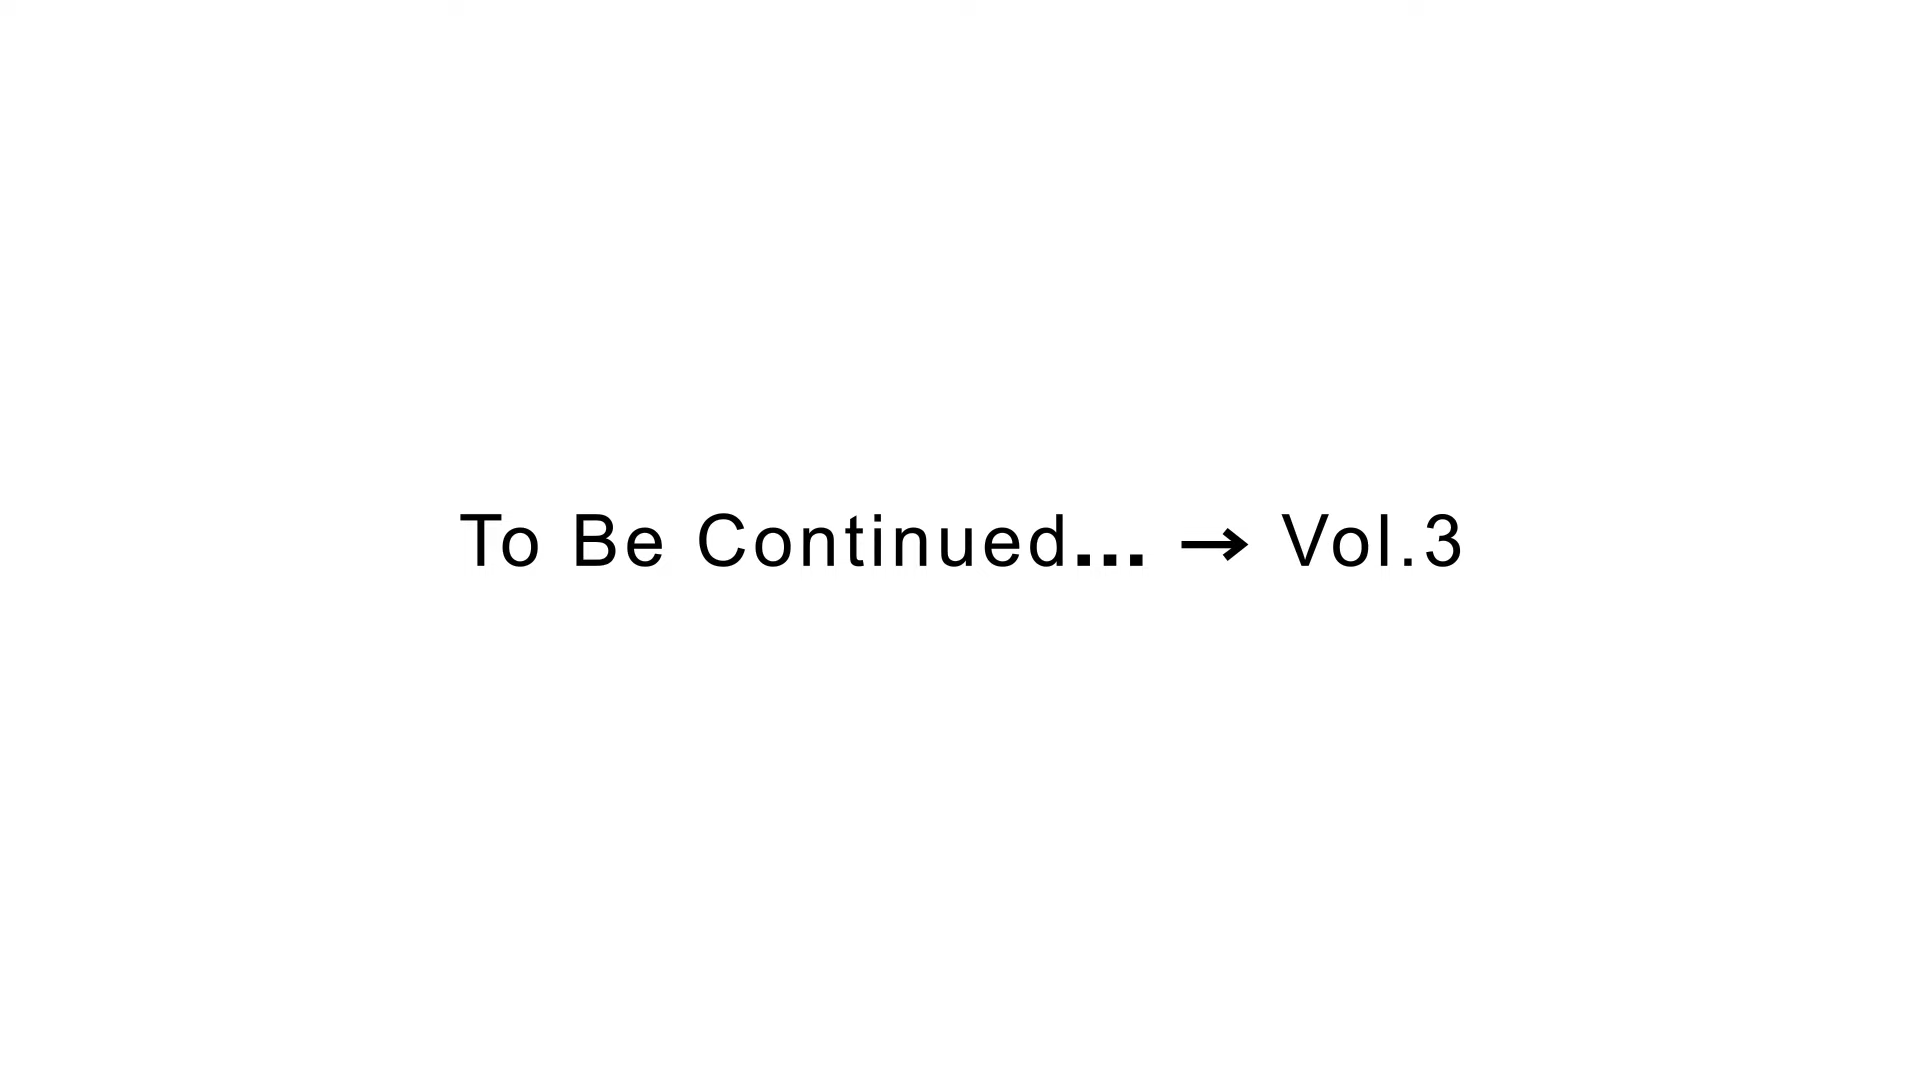 To Be Continued... → Vol.3